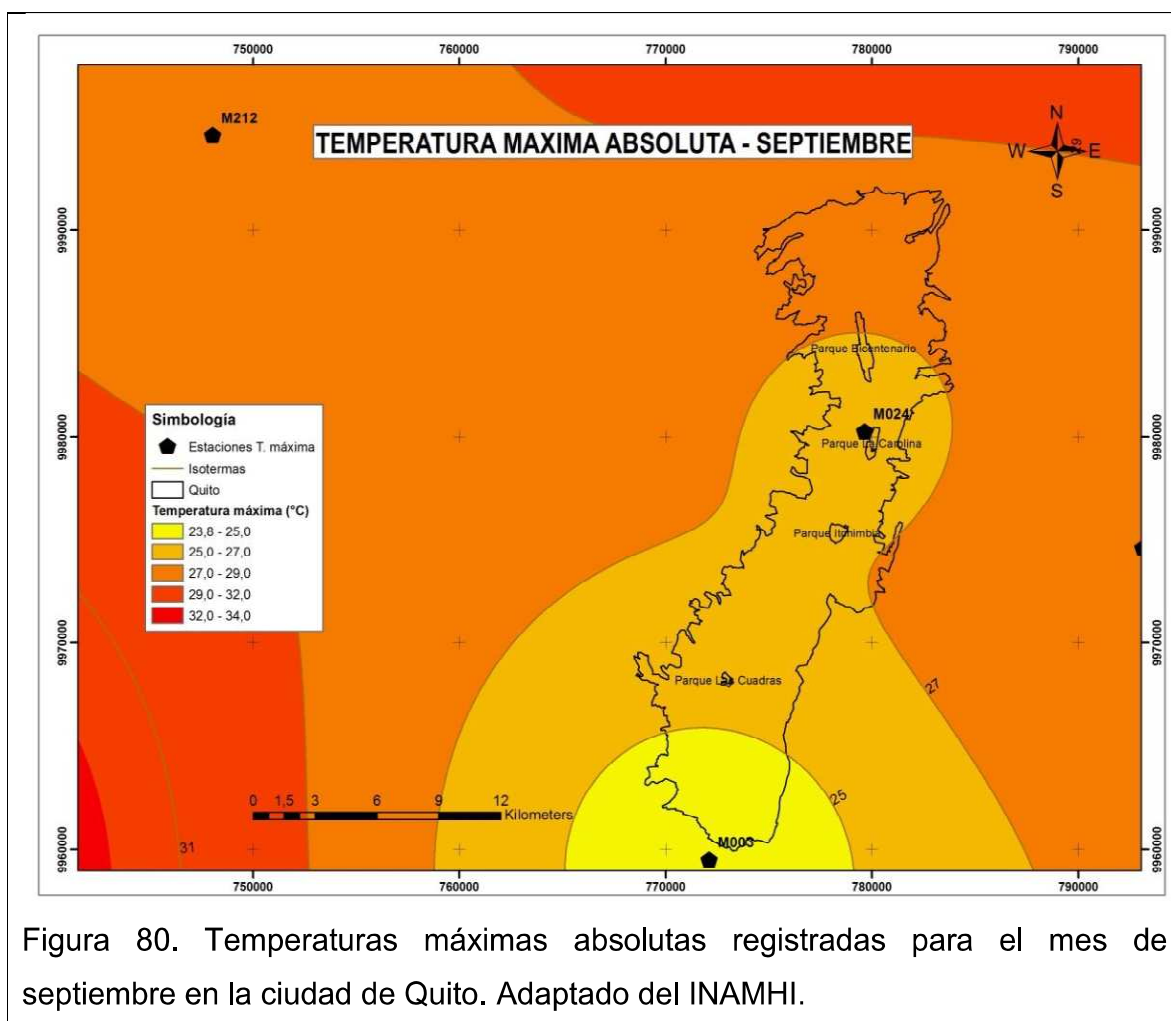 750000 760000 770000 780000 790000
M212
TEMPERATURA MAXIMA ABSOLUTA - SEPTIEMBRE
N
W E
S
29
9990000 9990000
Parque Bicentenario
M024
9980000 9980000
Parque La Carolina
Simbología
Estaciones T. máxima
Isotermas
Quito
Temperatura máxima (°C)
23,8 - 25,0
25,0 - 27,0
27,0 - 29,0
29,0 - 32,0
32,0 - 34,0
Parque Itchimbia
9970000 9970000
Parque Las Cuadras
27
25
0 1,5 3 6 9 12
Kilometers
31
M003
9960000 9960000
750000 760000 770000 780000 790000
Figura 80. Temperaturas máximas absolutas registradas para el mes de
septiembre en la ciudad de Quito. Adaptado del INAMHI.